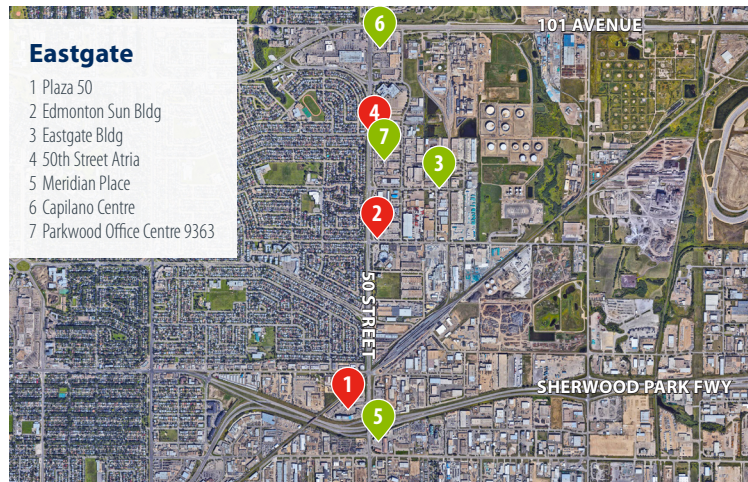 Eastgate
1 Plaza 50
2 Edmonton Sun Bldg
3 Eastgate Bldg
4 50th Street Atria
5 Meridian Place
6 Capilano Centre
7 Parkwood Office Centre 9363
6
101 AVENUE
4
7
3
2
50 STREET
1
SHERWOOD PARK FWY
5